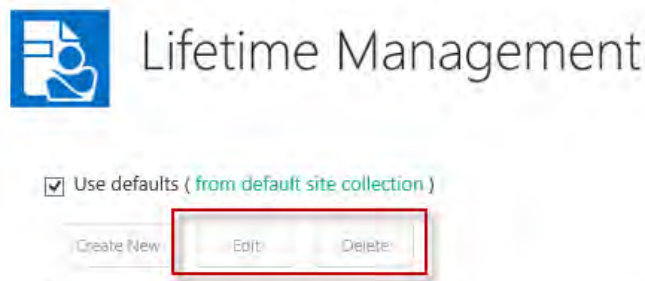 Lifetime Management
Use defaults ( from default site collection )
Create New Edit Delete